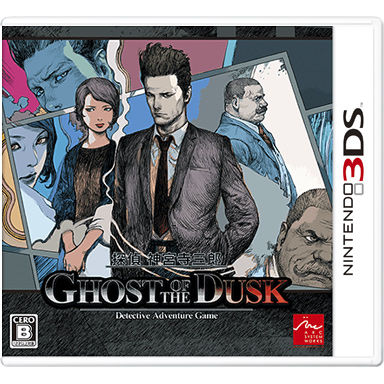 探偵 神宮寺三郎
GHOST OF THE DUSK
Detective Adventure Game
CERO
B
ARC
SYSTEM
WORKS
NINTENDO 3DS